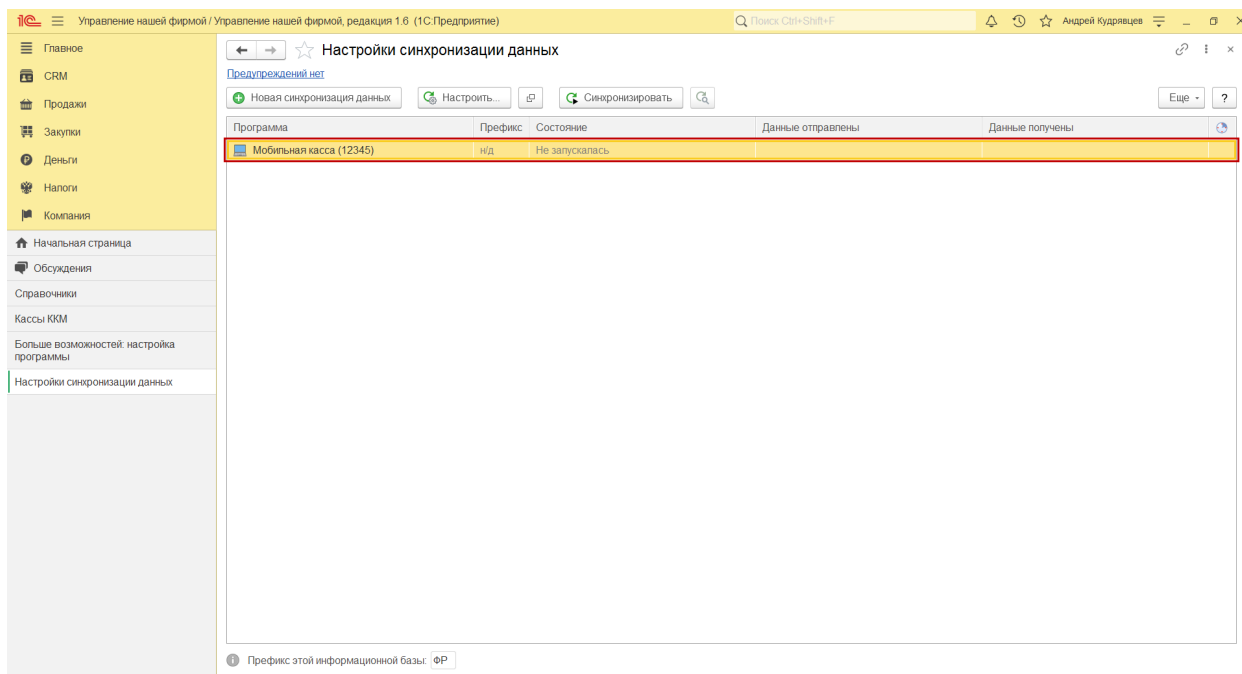 Управление нашей фирмой / Управление нашей фирмой, редакция 1.6 (1С:Предприятие)
Поиск Ctrl+Shift+F
Андрей Кудрявцев
Главное
CRM
Продажи
Закупки
Деньги
Налоги
Компания
Начальная страница
Обсуждения
Справочники
Кассы ККМ
Больше возможностей: настройка
программы
Настройки синхронизации данных
Настройки синхронизации данных
Предупреждений нет
Новая синхронизация данных Настроить... Синхронизировать Еще ?
Программа Префикс Состояние Данные отправлены Данные получены
Мобильная касса (12345) н/д Не запускалась
Префикс этой информационной базы: ФР